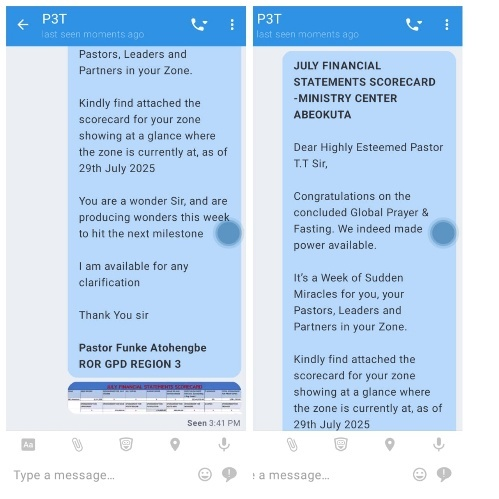 P3T
last seen moments ago
Pastors, Leaders and
Partners in your Zone.
Kindly find attached the
scorecard for your zone
showing at a glance where
the zone is currently at, as of
29th July 2025
You are a wonder Sir, and are
producing wonders this week
to hit the next milestone
I am available for any
clarification
Thank You sir
Pastor Funke Atohengbe
ROR GPD REGION 3
JULY FINANCIAL STATEMENTS SCORECARD
Seen 3:41 PM
Aa
Type a message...
P3T
last seen moments ago
JULY FINANCIAL
STATEMENTS SCORECARD
-MINISTRY CENTER
ABEOKUTA
Dear Highly Esteemed Pastor
T.T Sir,
Congratulations on the
concluded Global Prayer &
Fasting. We indeed made
power available.
It's a Week of Sudden
Miracles for you, your
Pastors, Leaders and
Partners in your Zone.
Kindly find attached the
scorecard for your zone
showing at a glance where
the zone is currently at, as of
29th July 2025
e a message...